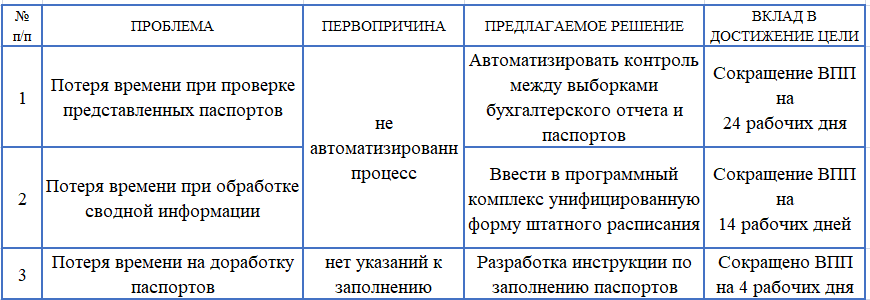 №
п/п
ПРОБЛЕМА
ПЕРВОПРИЧИНА
ПРЕДЛАГАЕМОЕ РЕШЕНИЕ
ВКЛАД В
ДОСТИЖЕНИЕ ЦЕЛИ
1
Потеря времени при проверке
представленных паспортов
не
автоматизированн
процесс
Автоматизировать контроль
между выборками
бухгалтерского отчета и
паспортов
Сокращение ВПП
на
24 рабочих дня
2
Потеря времени при обработке
сводной информации
Ввести в программный
комплекс унифицированную
форму штатного расписания
Сокращение ВПП
на
14 рабочих дней
3
Потеря времени на доработку
паспортов
нет указаний к
заполнению
Разработка инструкции по
заполнению паспортов
Сокращено ВПП
на 4 рабочих дня